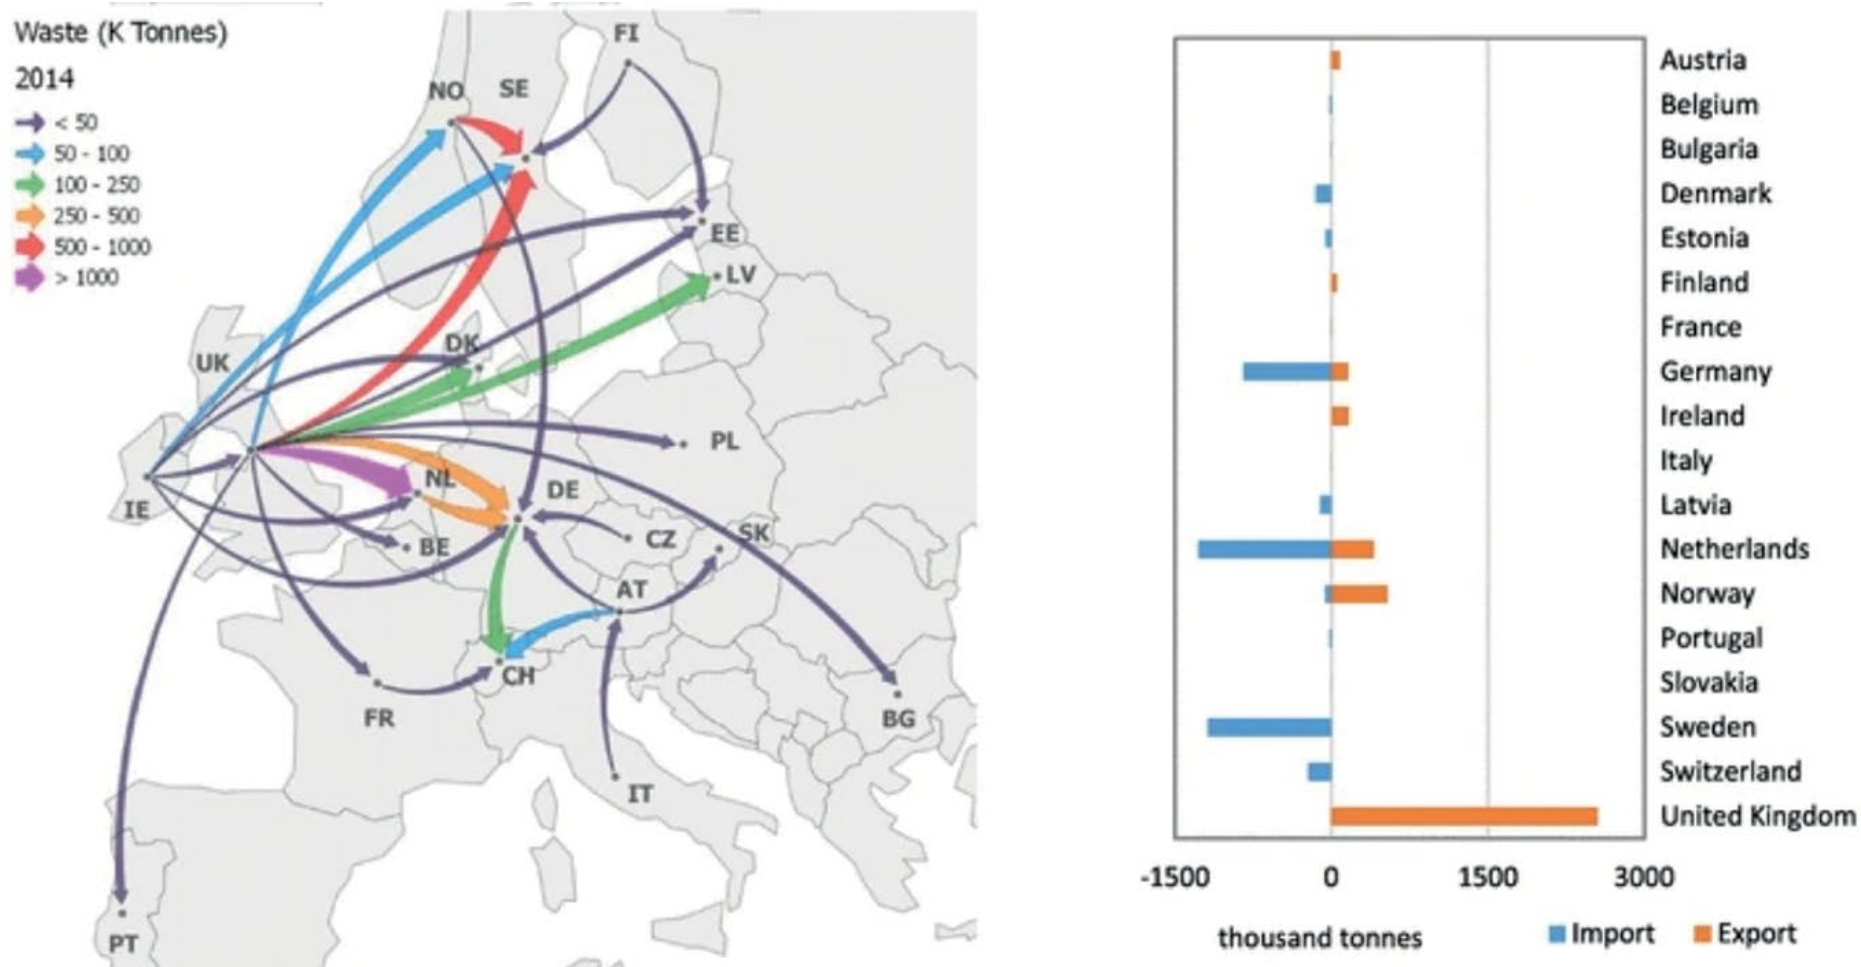 Waste (K Tonnes)
2014
< 50
50 - 100
100 - 250
250 - 500
500 - 1000
> 1000
FI
NO
SE
EE
LV
DK
UK
PL
NL
IE
DE
BE
CZ
SK
AT
CH
FR
BG
IT
PT
Austria
Belgium
Bulgaria
Denmark
Estonia
Finland
France
Germany
Ireland
Italy
Latvia
Netherlands
Norway
Portugal
Slovakia
Sweden
Switzerland
United Kingdom
-1500 0 1500 3000
thousand tonnes Import Export